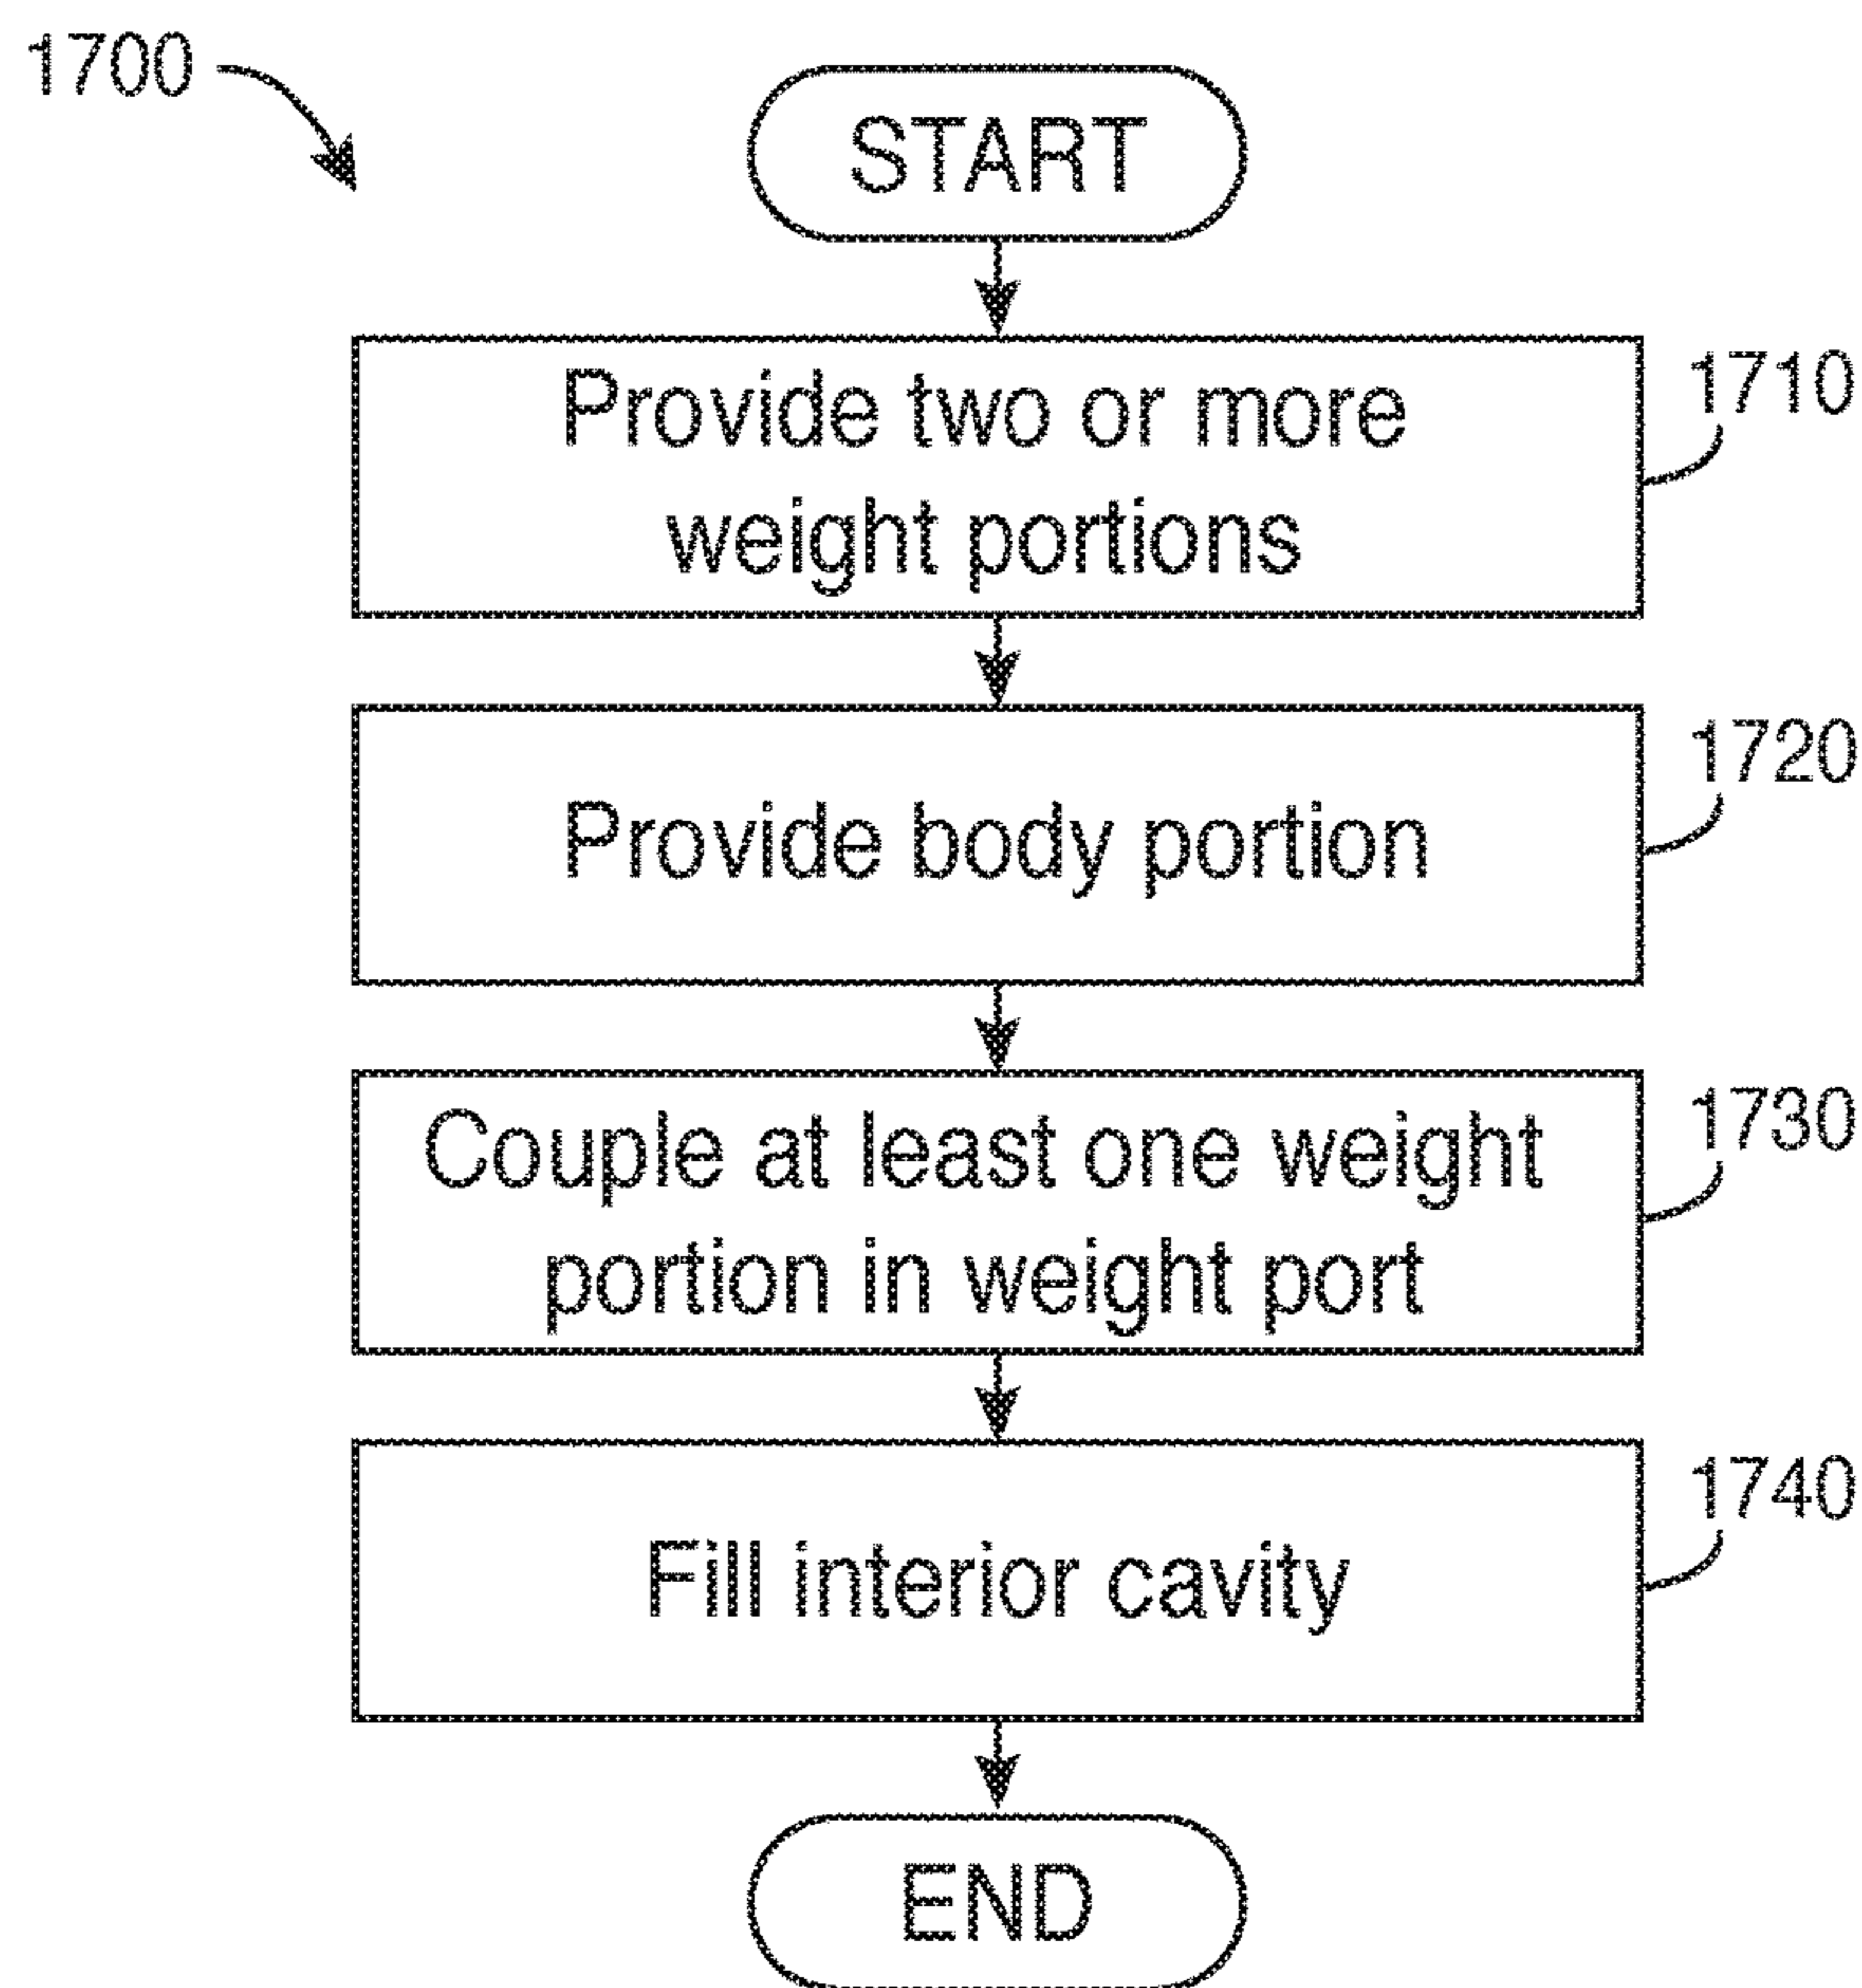 1700
START
Provide two or more
weight portions
1710
Provide body portion
1720
Couple at least one weight
portion in weight port
1730
Fill interior cavity
1740
END